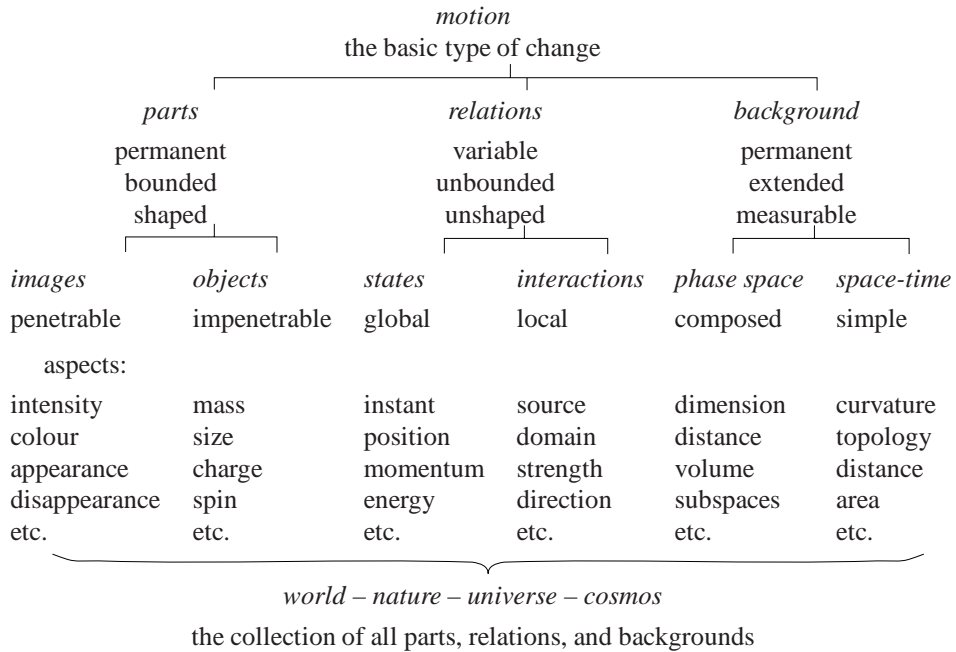 motion
the basic type of change
parts relations background
permanent variable permanent
bounded unbounded extended
shaped unshaped measurable
images objects states interactions phase space space-time
penetrable impenetrable global local composed simple
aspects:
intensity mass instant source dimension curvature
colour size position domain distance topology
appearance charge momentum strength volume distance
disappearance spin energy direction subspaces area
etc. etc. etc. etc. etc. etc.
world – nature – universe – cosmos
the collection of all parts, relations, and backgrounds